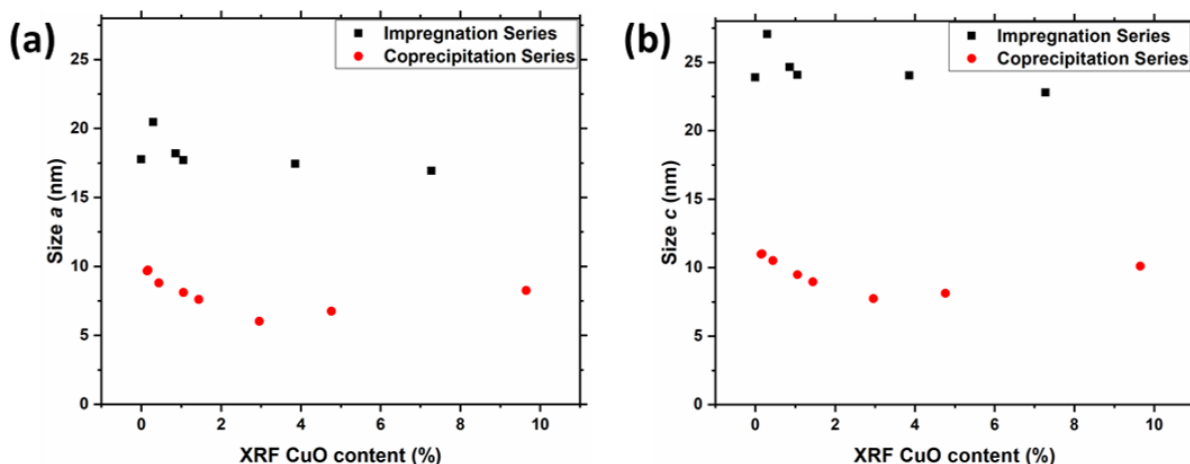 (a)
Impregnation Series
Coprecipitation Series
Size a (nm)
25
20
15
10
5
0
0 2 4 6 8 10
XRF CuO content (%)
(b)
Impregnation Series
Coprecipitation Series
Size c (nm)
25
20
15
10
5
0
0 2 4 6 8 10
XRF CuO content (%)